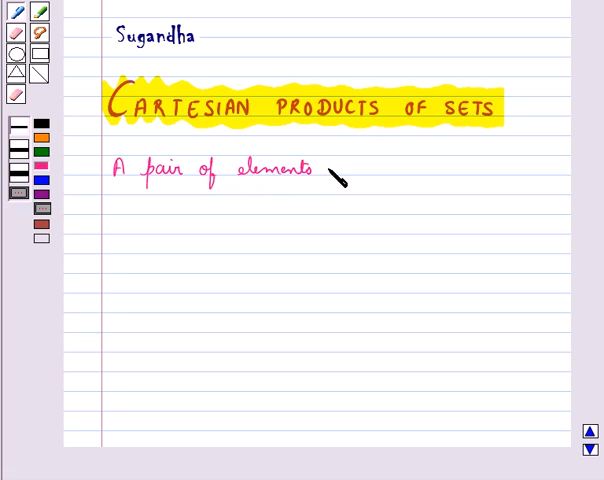 Sugandha
CARTESIAN PRODUCTS OF SETS
A pair of elements